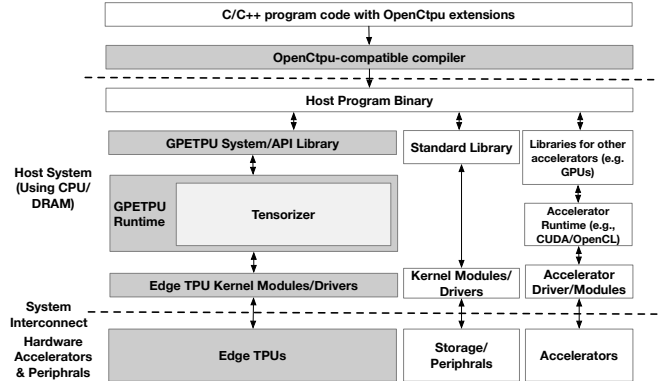 C/C++ program code with OpenCtpu extensions
OpenCtpu-compatible compiler
Host Program Binary
Host System
(Using CPU/
DRAM)
GPETPU System/API Library
GPETPU
Runtime
Tensorizer
Edge TPU Kernel Modules/Drivers
Standard Library
Kernel Modules/
Drivers
Libraries for other
accelerators (e.g.
GPUs)
Accelerator
Runtime (e.g.,
CUDA/OpenCL)
Accelerator
Driver/Modules
System
Interconnect
Hardware
Accelerators
& Periphrals
Edge TPUs
Storage/
Periphrals
Accelerators